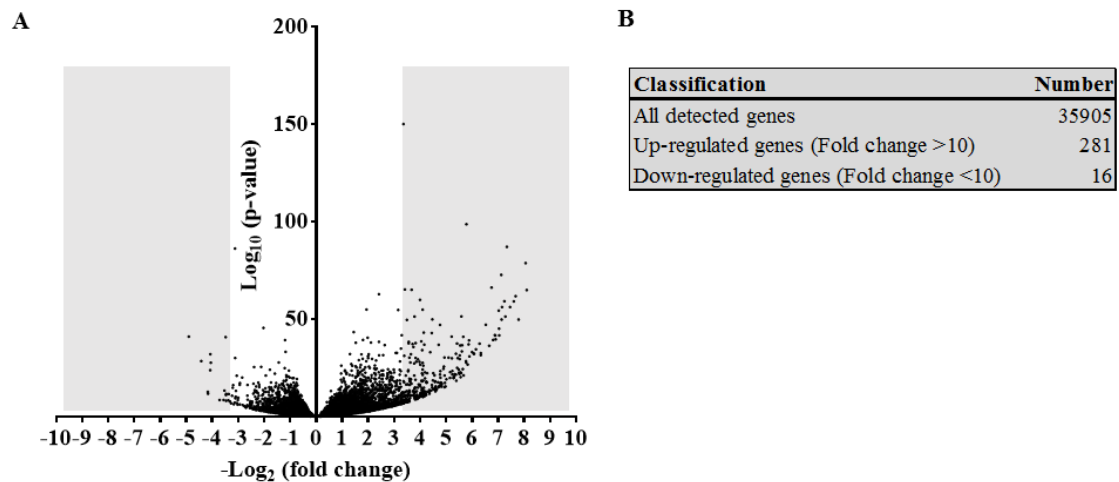 A
200
150
100
50
Log10 (p-value)
-10 -9 -8 -7 -6 -5 -4 -3 -2 -1 0 1 2 3 4 5 6 7 8 9 10
-Log2 (fold change)
B
Classification Number
All detected genes 35905
Up-regulated genes (Fold change >10) 281
Down-regulated genes (Fold change <10) 16